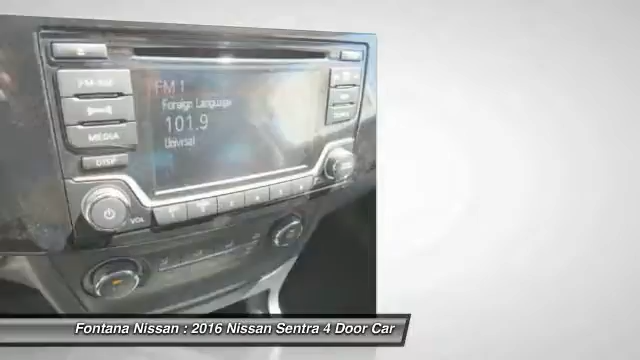 FM 1
FM·AM
Foreign Language
101.9
MEDIA
Univrsal
DISP
VOL
Fontana Nissan : 2016 Nissan Sentra 4 Door Car